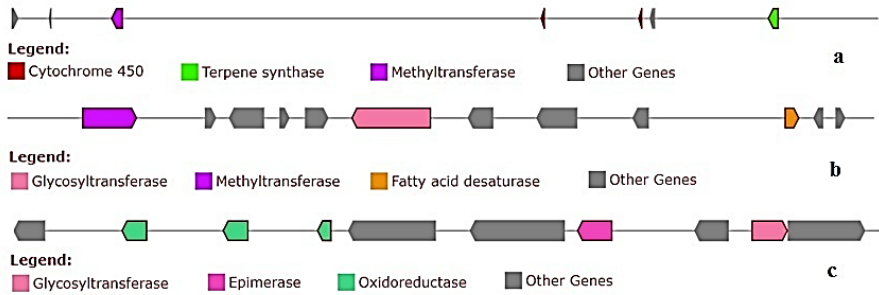 Legend:
a
Cytochrome 450 Terpene synthase Methyltransferase Other Genes
Legend:
b
Glycosyltransferase Methyltransferase Fatty acid desaturase Other Genes
Legend:
Glycosyltransferase Epimerase Oxidoreductase Other Genes
c